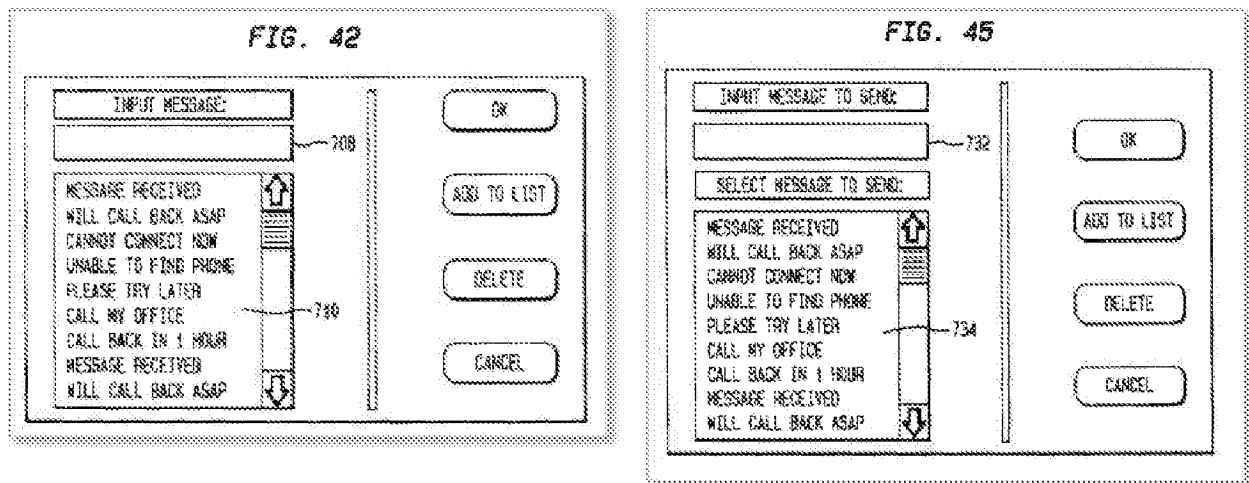 FIG. 42
INPUT MESSAGE:
708
MESSAGE RECEIVED
WILL CALL BACK ASAP
CANNOT CONNECT NOW
UNABLE TO FIND PHONE
PLEASE TRY LATER
CALL MY OFFICE
CALL BACK IN 1 HOUR
MESSAGE RECEIVED
WILL CALL BACK ASAP
710
OK
ADD TO LIST
DELETE
CANCEL
FIG. 45
INPUT MESSAGE TO SEND:
732
SELECT MESSAGE TO SEND:
MESSAGE RECEIVED
WILL CALL BACK ASAP
CANNOT CONNECT NOW
UNABLE TO FIND PHONE
PLEASE TRY LATER
CALL MY OFFICE
CALL BACK IN 1 HOUR
MESSAGE RECEIVED
WILL CALL BACK ASAP
734
OK
ADD TO LIST
DELETE
CANCEL